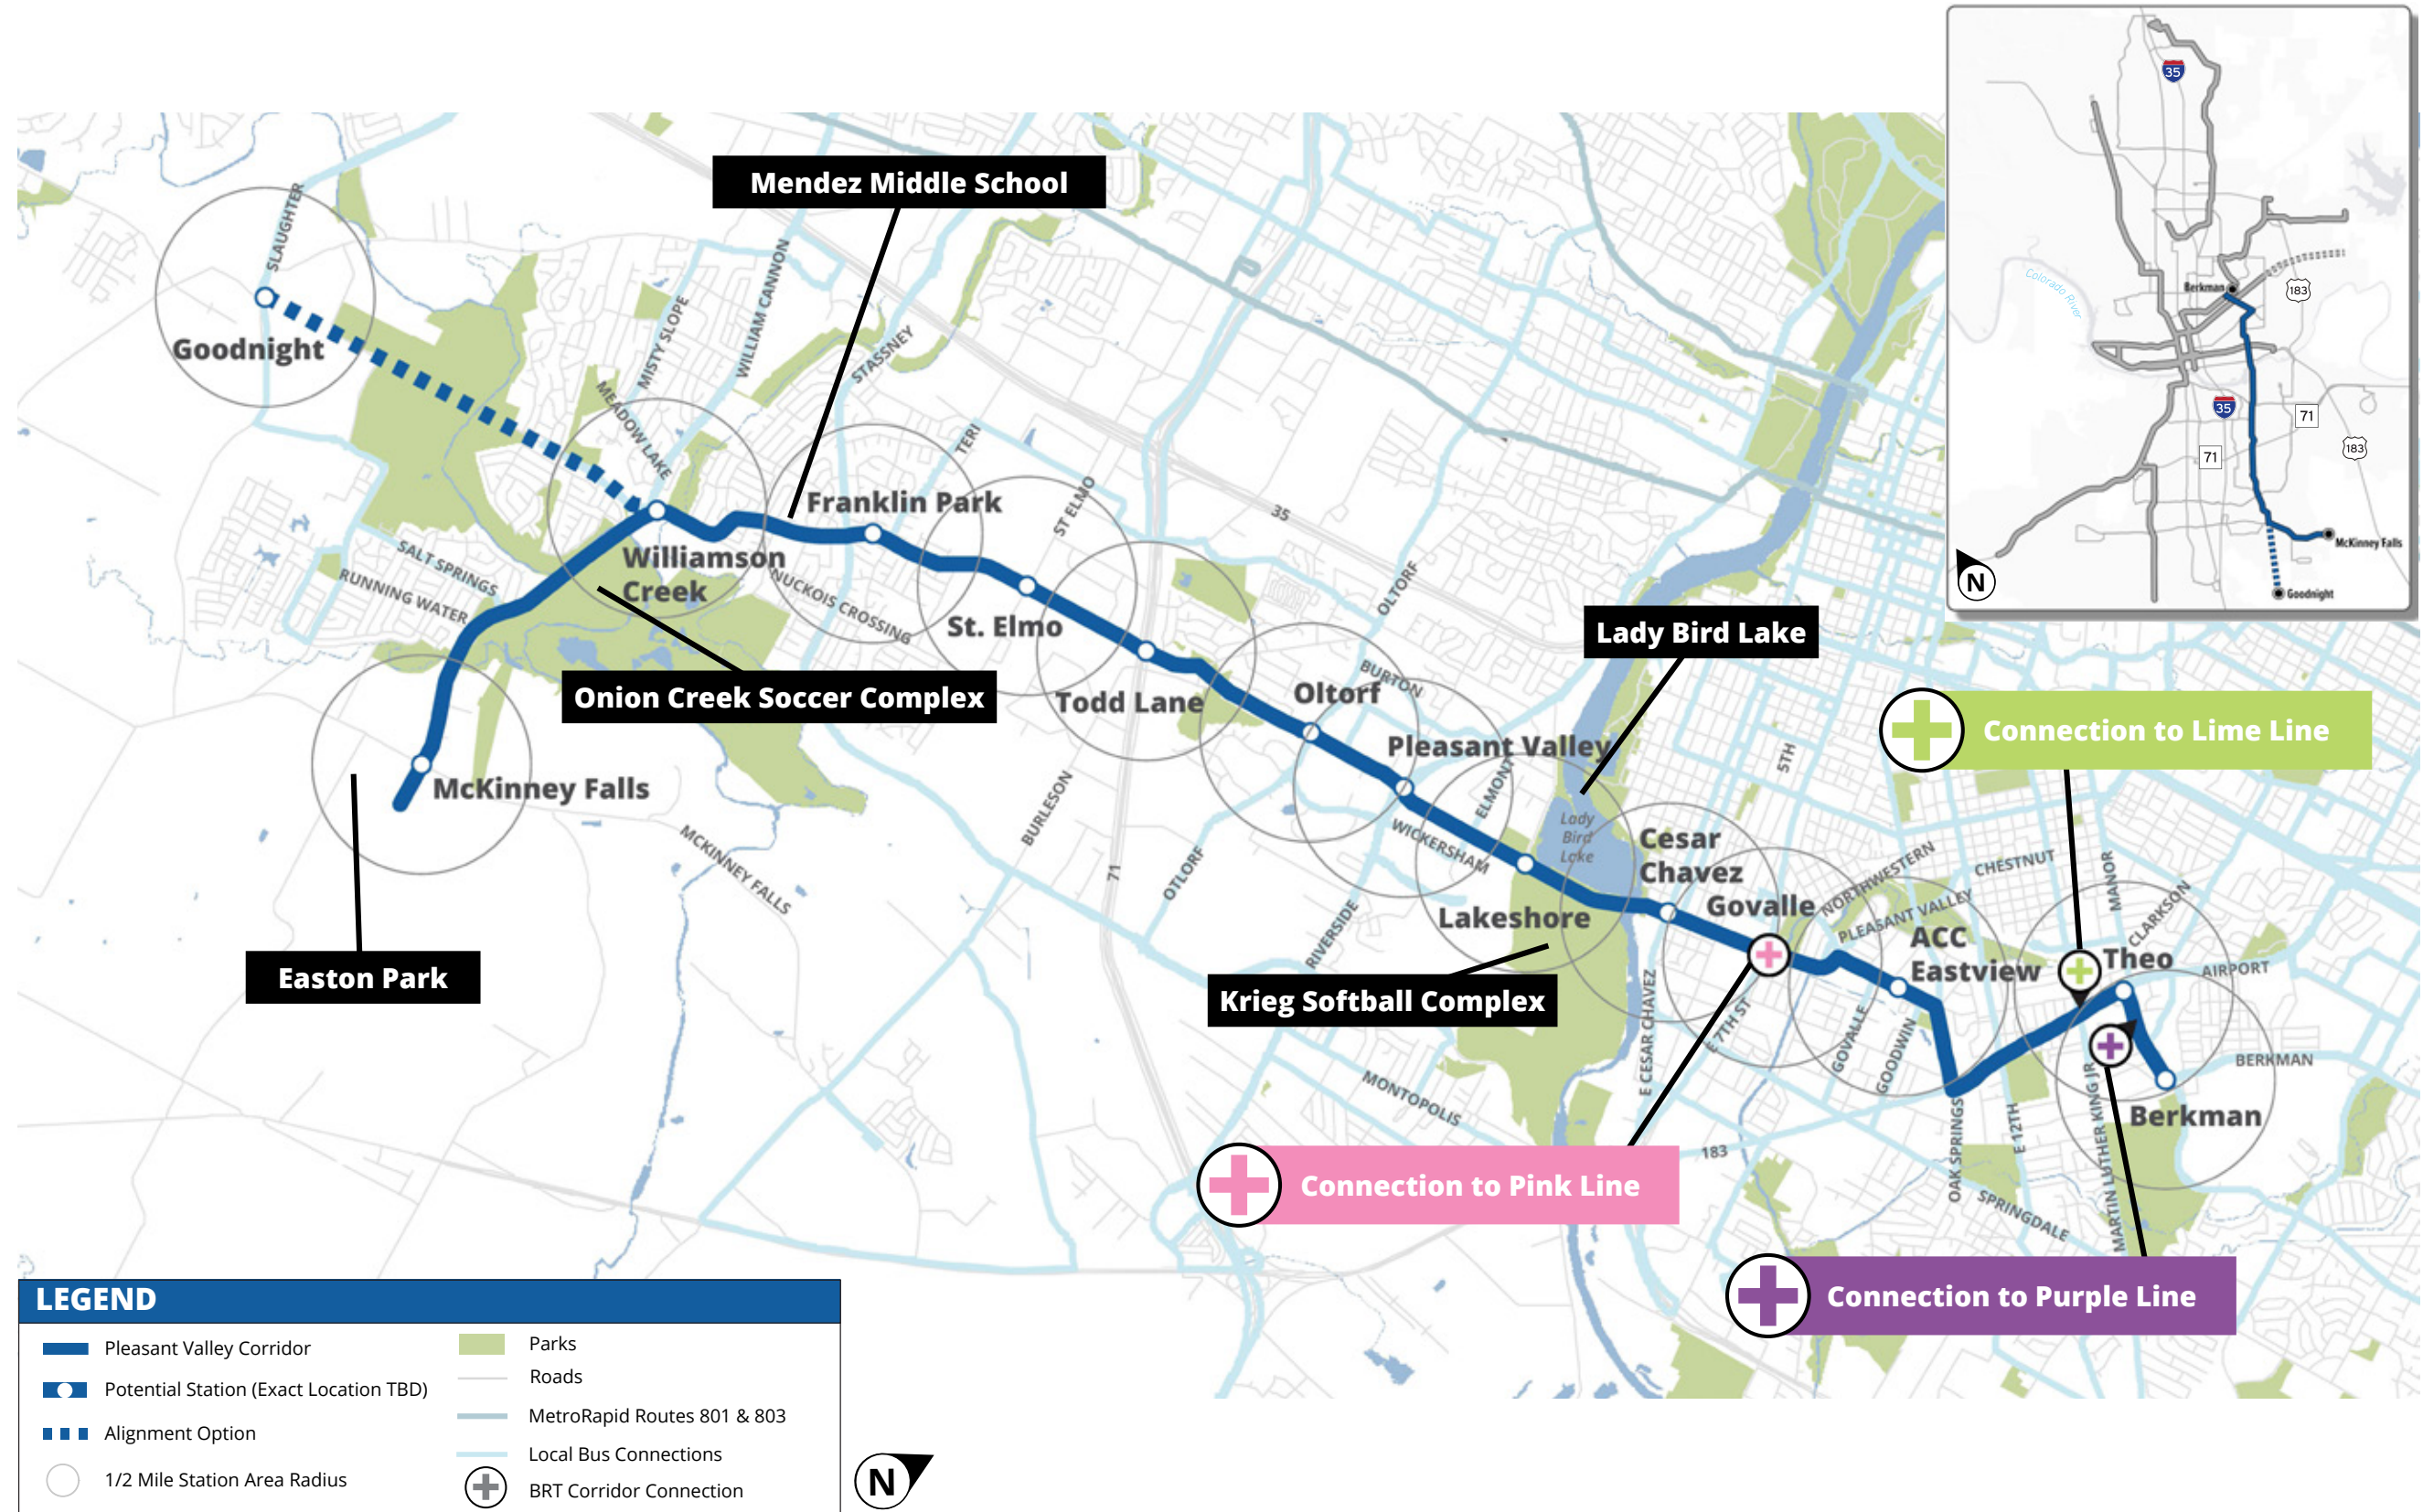 35
Colorado River
Berkman
183
35
71
71
183
McKinney Falls
Goodnight
N
Mendez Middle School
SLAUGHTER
Goodnight
MISTY SLOPE
WILLIAM CANNON
MEADOW LAKE
STASSNEY
TERI
ST ELMO
35
Franklin Park
Williamson
Creek
SALT SPRINGS
RUNNING WATER
NUCKOIS CROSSING
St. Elmo
OLTORF
BURTON
Lady Bird Lake
Onion Creek Soccer Complex
Todd Lane
Oltorf
Pleasant Valley
5TH
Connection to Lime Line
McKinney Falls
MCKINNEY FALLS
BURLESON
71
OTLORF
ELMONT
WICKERSHAM
Lady
Bird
Lake
Cesar
Chavez
Govalle
NORTHWESTERN
PLEASANT VALLEY
CHESTNUT
MANOR
CLARKSON
Lakeshore
RIVERSIDE
ACC
Eastview
Theo
AIRPORT
Easton Park
Krieg Softball Complex
E CESAR CHAVEZ
E 7TH ST
GOVALLE
GOODWIN
BERKMAN
MONTOPOLIS
OAK SPRINGS
E 12TH
MARTIN LUTHER KING JR
Berkman
183
SPRINGDALE
Connection to Pink Line
Connection to Purple Line
LEGEND
Pleasant Valley Corridor
Potential Station (Exact Location TBD)
Alignment Option
1/2 Mile Station Area Radius
Parks
Roads
MetroRapid Routes 801 & 803
Local Bus Connections
BRT Corridor Connection
N